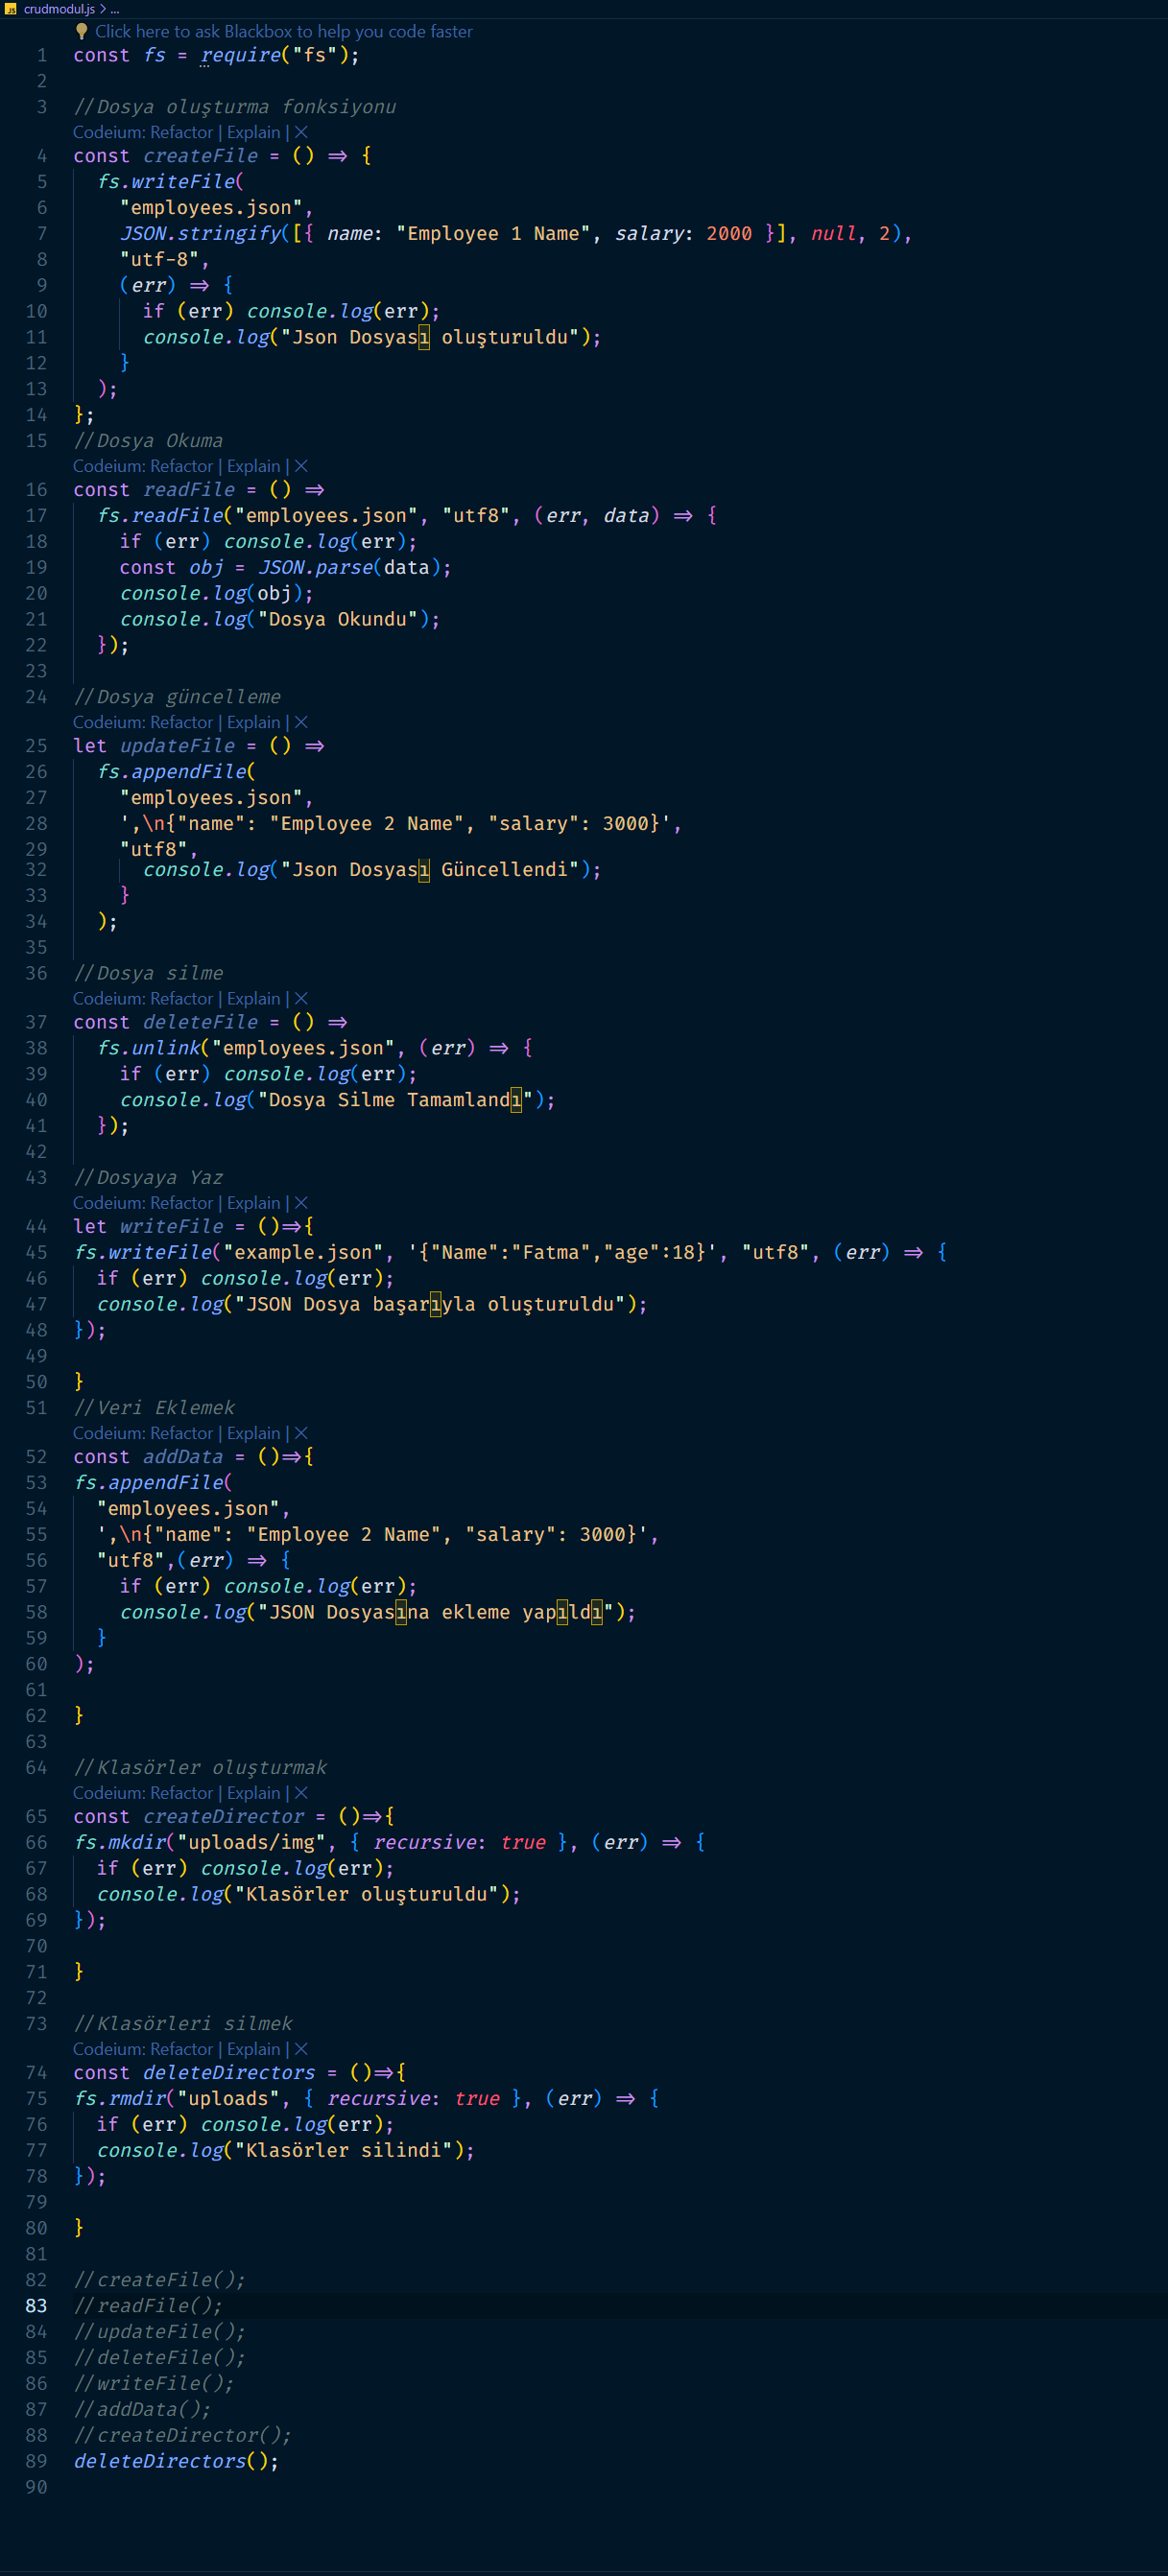 crudmodul.js > ...
Click here to ask Blackbox to help you code faster
1 const fs = require("fs");
2
3 //Dosya oluşturma fonksiyonu
Codeium: Refactor | Explain | ×
4 const createFile = () => {
5 fs.writeFile(
6 "employees.json",
7 JSON.stringify([{ name: "Employee 1 Name", salary: 2000 }], null, 2),
8 "utf-8",
9 (err) => {
10 if (err) console.log(err);
11 console.log("Json Dosyası oluşturuldu");
12 }
13 );
14 };
15 //Dosya Okuma
Codeium: Refactor | Explain | ×
16 const readFile = () =>
17 fs.readFile("employees.json", "utf8", (err, data) => {
18 if (err) console.log(err);
19 const obj = JSON.parse(data);
20 console.log(obj);
21 console.log("Dosya Okundu");
22 });
23
24 //Dosya güncelleme
Codeium: Refactor | Explain | ×
25 let updateFile = () =>
26 fs.appendFile(
27 "employees.json",
28 ',\n{"name": "Employee 2 Name", "salary": 3000}',
29 "utf8",
32 console.log("Json Dosyası Güncellendi");
33 }
34 );
35
36 //Dosya silme
Codeium: Refactor | Explain | ×
37 const deleteFile = () =>
38 fs.unlink("employees.json", (err) => {
39 if (err) console.log(err);
40 console.log("Dosya Silme Tamamlandı");
41 });
42
43 //Dosyaya Yaz
Codeium: Refactor | Explain | ×
44 let writeFile = ()=>{
45 fs.writeFile("example.json", '{"Name":"Fatma","age":18}', "utf8", (err) => {
46 if (err) console.log(err);
47 console.log("JSON Dosya başarıyla oluşturuldu");
48 });
49
50 }
51 //Veri Eklemek
Codeium: Refactor | Explain | ×
52 const addData = ()=>{
53 fs.appendFile(
54 "employees.json",
55 ',\n{"name": "Employee 2 Name", "salary": 3000}',
56 "utf8",(err) => {
57 if (err) console.log(err);
58 console.log("JSON Dosyasına ekleme yapıldı");
59 }
60 );
61
62 }
63
64 //Klasörler oluşturmak
Codeium: Refactor | Explain | ×
65 const createDirector = ()=>{
66 fs.mkdir("uploads/img", { recursive: true }, (err) => {
67 if (err) console.log(err);
68 console.log("Klasörler oluşturuldu");
69 });
70
71 }
72
73 //Klasörleri silmek
Codeium: Refactor | Explain | ×
74 const deleteDirectors = ()=>{
75 fs.rmdir("uploads", { recursive: true }, (err) => {
76 if (err) console.log(err);
77 console.log("Klasörler silindi");
78 });
79
80 }
81
82 //createFile();
83 //readFile();
84 //updateFile();
85 //deleteFile();
86 //writeFile();
87 //addData();
88 //createDirector();
89 deleteDirectors();
90